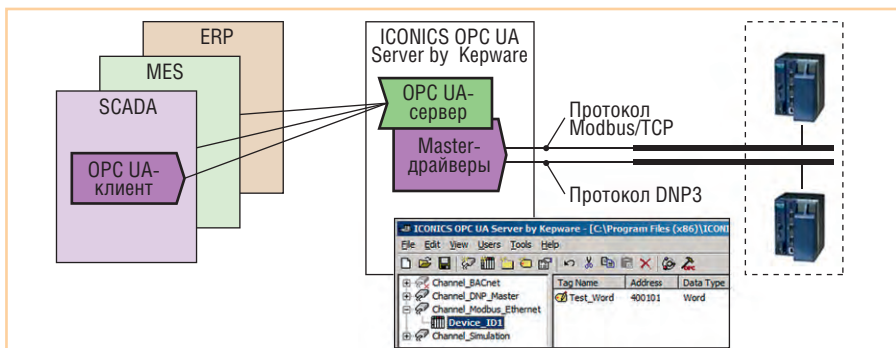 ERP
MES
SCADA
OPC UA-
клиент
ICONICS OPC UA
Server by Kepware
OPC UA-
сервер
Master-
драйверы
Протокол
Modbus/TCP
Протокол DNP3
ICONICS OPC UA Server by Kepware - [C:\Program Files (x86)\ICONI
File Edit View Users Tools Help
Channel_BACnet
Channel_DNP_Master
Channel_Modbus_Ethernet
Device_ID1
Channel_Simulation
Tag Name Address Data Type
Test_Word 400101 Word